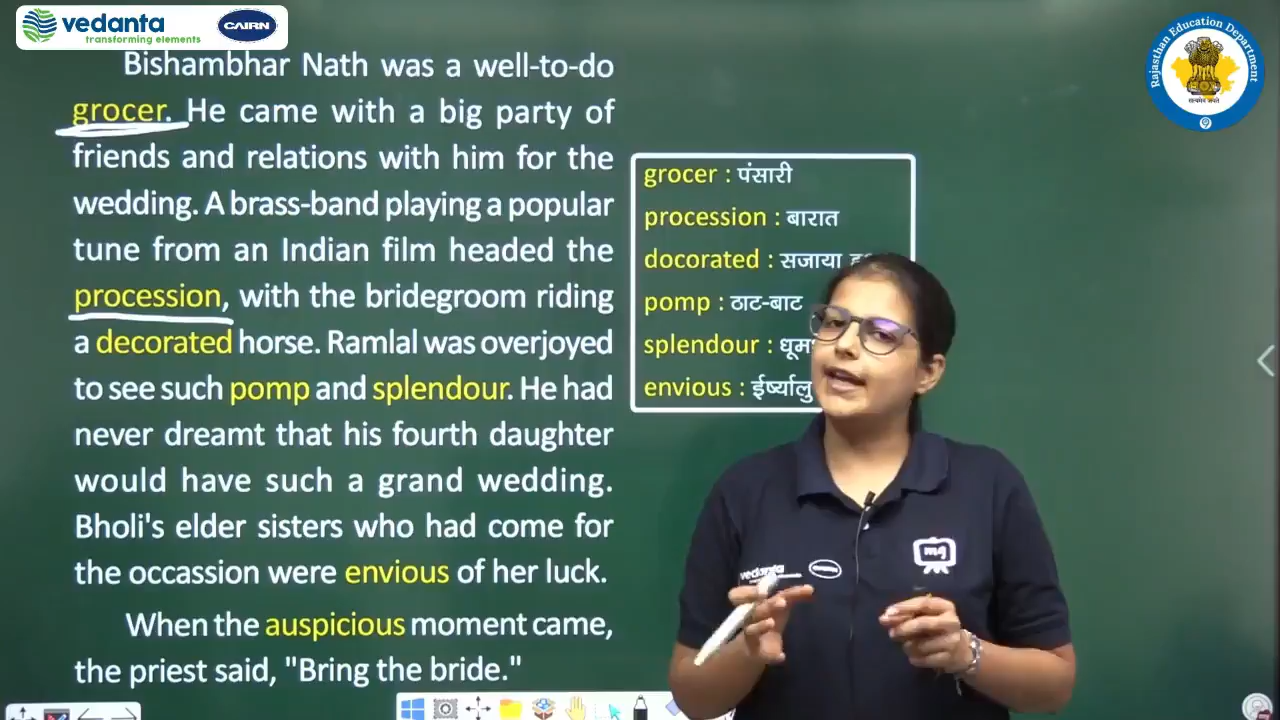 vedanta
transforming elements
CAIRN
Rajasthan Education Department
सत्यमेव जयते
Bishambhar Nath was a well-to-do
grocer. He came with a big party of
friends and relations with him for the
wedding. A brass-band playing a popular
tune from an Indian film headed the
procession, with the bridegroom riding
a decorated horse. Ramlal was overjoyed
to see such pomp and splendour. He had
never dreamt that his fourth daughter
would have such a grand wedding.
Bholi's elder sisters who had come for
the occassion were envious of her luck.
When the auspicious moment came,
the priest said, "Bring the bride."
grocer : पंसारी
procession : बारात
docorated : सजाया
pomp : ठाट-बाट
splendour :
envious : ईर्ष्यालु
vedanta
mg